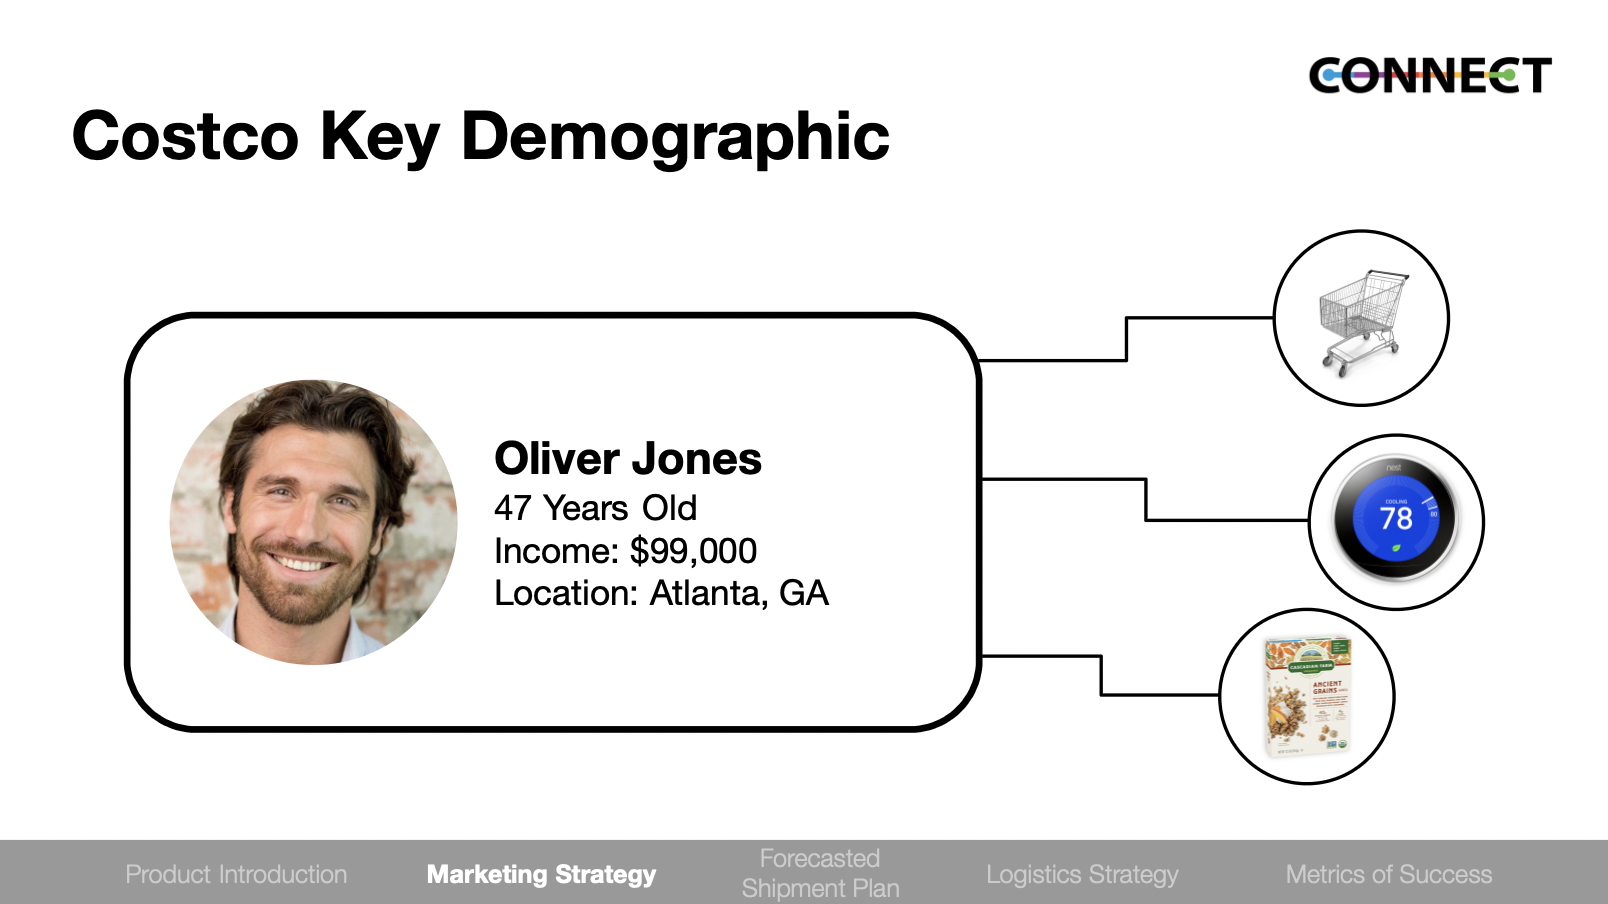 CONNECT
Costco Key Demographic
Oliver Jones
47 Years Old
Income: $99,000
Location: Atlanta, GA
nest
COOLING
78
80
CASCADIAN FARM
ANCIENT
GRAINS
Product Introduction
Marketing Strategy
Forecasted
Shipment Plan
Logistics Strategy
Metrics of Success